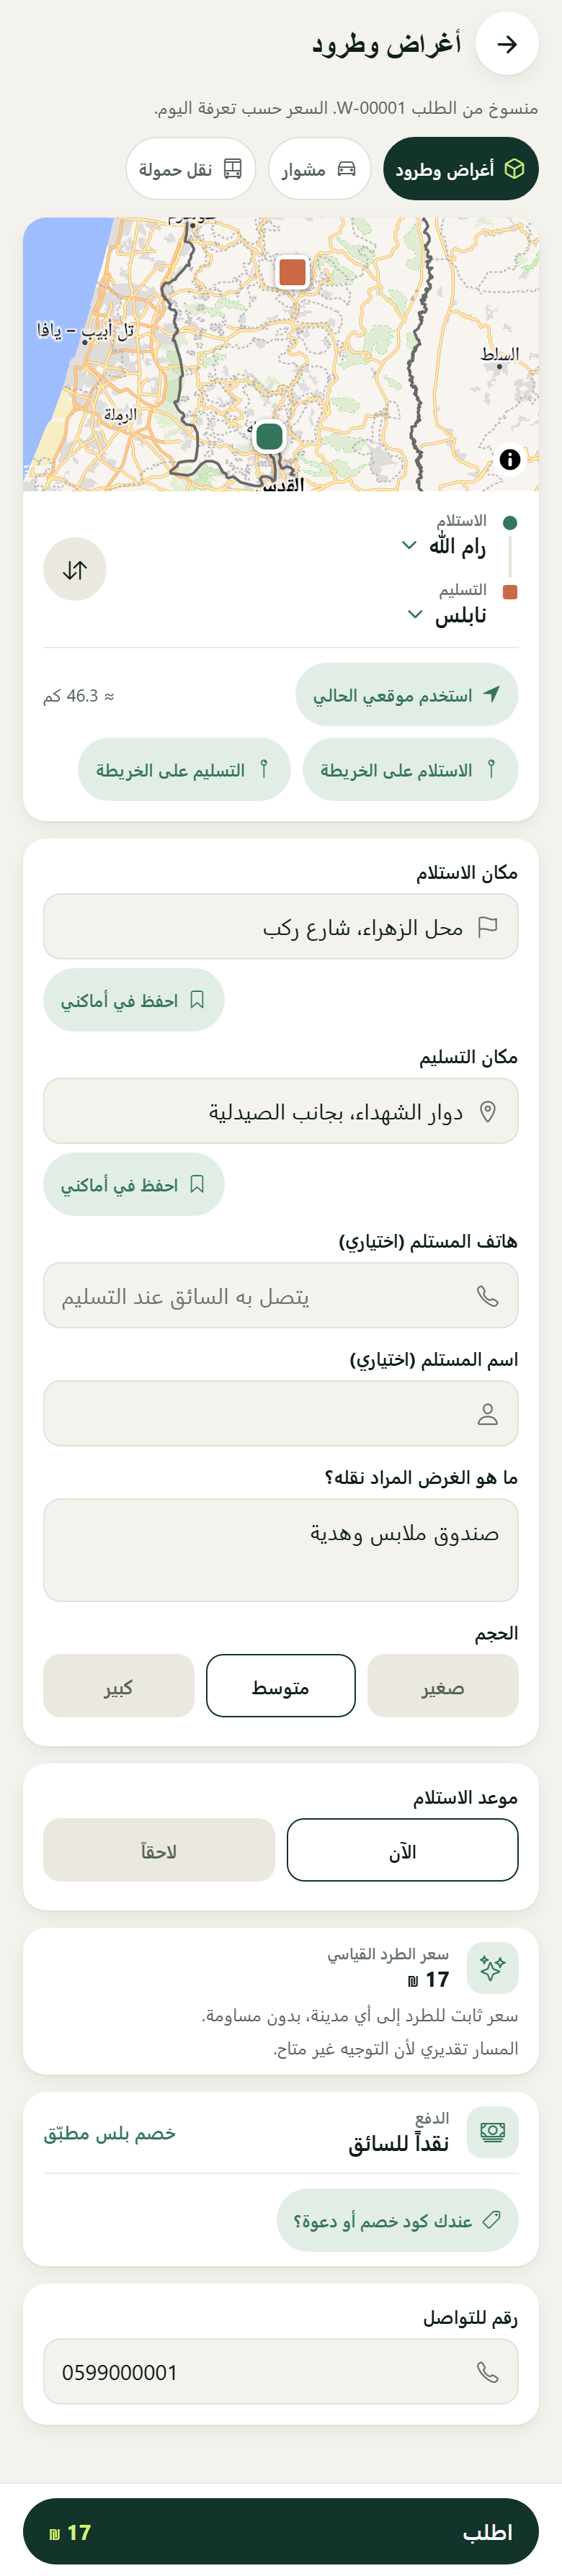 أغراض وطرود
منسوخ من الطلب W-00001. السعر حسب تعرفة اليوم.
أغراض وطرود
مشوار
نقل حمولة
تل أبيب – يافا
السلط
الرملة
القدس
الاستلام
رام الله
التسليم
نابلس
استخدم موقعي الحالي
≈ 46.3 كم
الاستلام على الخريطة
التسليم على الخريطة
مكان الاستلام
محل الزهراء، شارع ركب
احفظ في أماكني
مكان التسليم
دوار الشهداء، بجانب الصيدلية
احفظ في أماكني
هاتف المستلم (اختياري)
يتصل به السائق عند التسليم
اسم المستلم (اختياري)
ما هو الغرض المراد نقله؟
صندوق ملابس وهدية
الحجم
صغير
متوسط
كبير
موعد الاستلام
الآن
لاحقاً
سعر الطرد القياسي
17 ₪
سعر ثابت للطرد إلى أي مدينة، بدون مساومة.
المسار تقديري لأن التوجيه غير متاح.
الدفع
نقداً للسائق
خصم بلس مطبّق
عندك كود خصم أو دعوة؟
رقم للتواصل
0599000001
اطلب
17 ₪